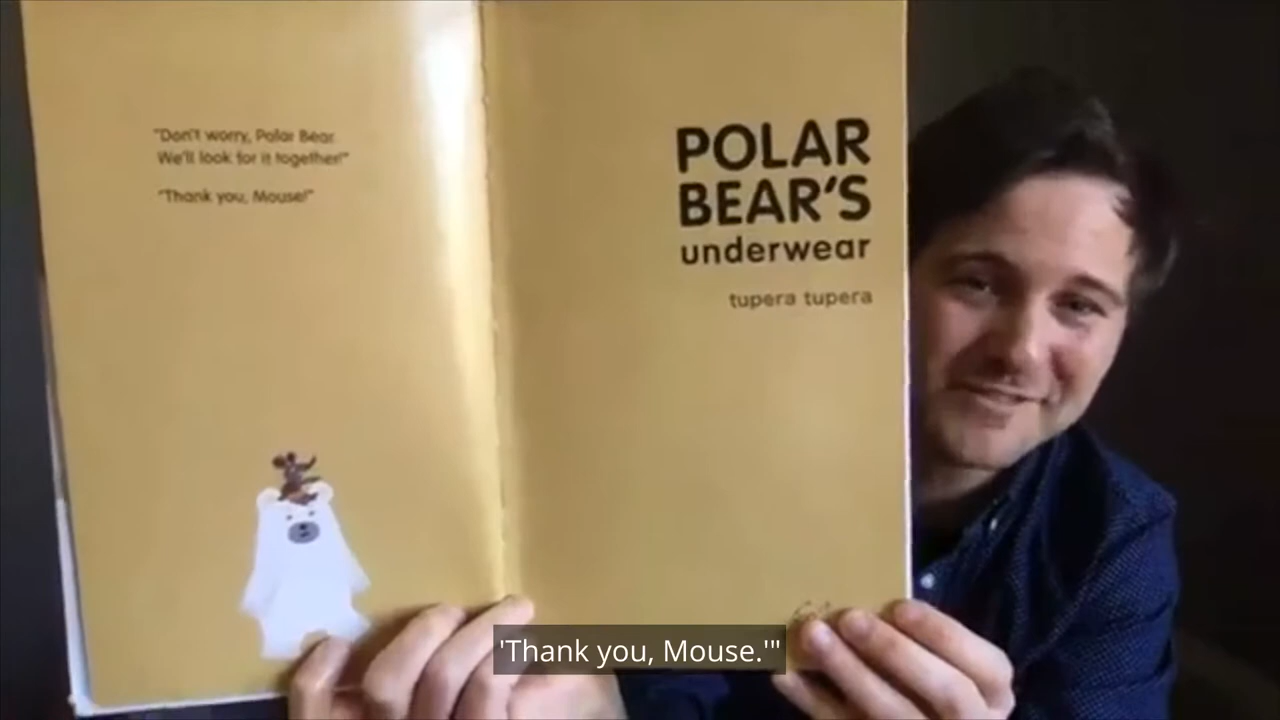 "Don't worry, Polar Bear.
We'll look for it together!"
"Thank you, Mouse!"
POLAR
BEAR'S
underwear
tupera tupera
'Thank you, Mouse.'"